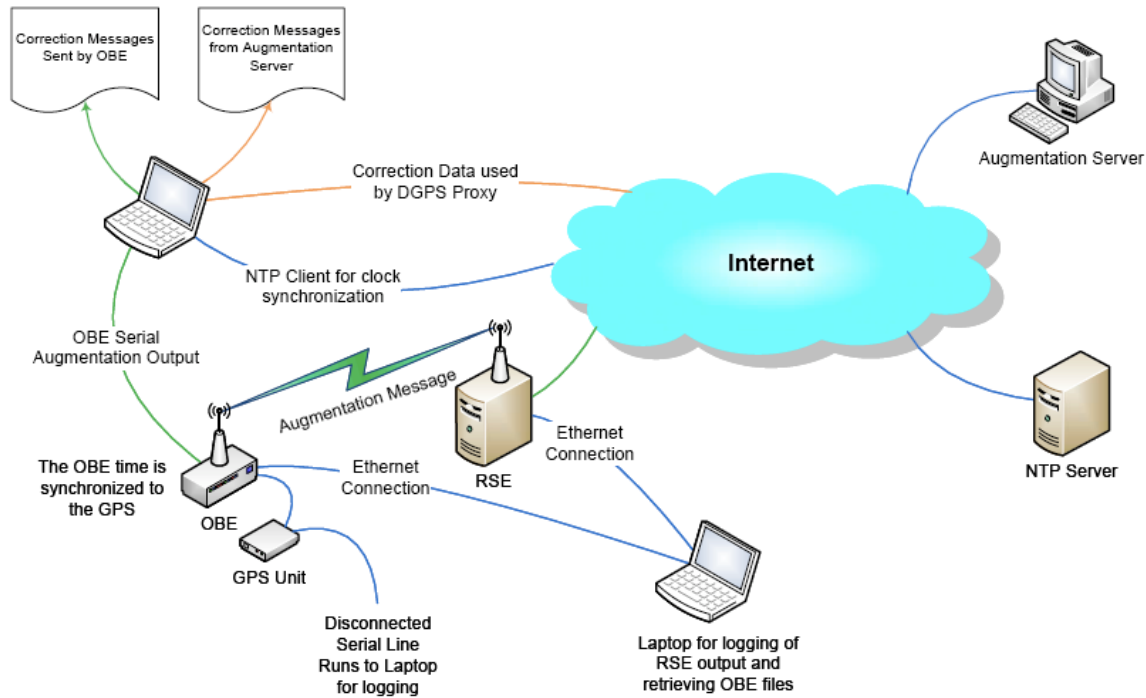 Correction Messages
Sent by OBE
Correction Messages
from Augmentation
Server
Augmentation Server
Correction Data used
by DGPS Proxy
Internet
NTP Client for clock
synchronization
OBE Serial
Augmentation Output
Augmentation Message
Ethernet
Connection
RSE
NTP Server
The OBE time is
synchronized to
the GPS
Ethernet
Connection
OBE
GPS Unit
Disconnected
Serial Line
Runs to Laptop
for logging
Laptop for logging of
RSE output and
retrieving OBE files